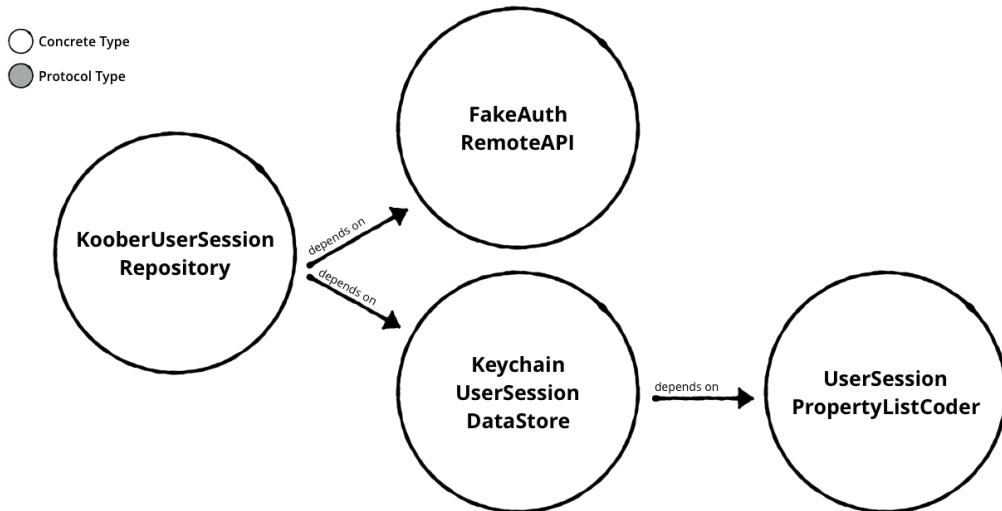 Concrete Type
Protocol Type
FakeAuth
RemoteAPI
KooberUserSession
Repository
depends on
depends on
Keychain
UserSession
DataStore
depends on
UserSession
PropertyListCoder